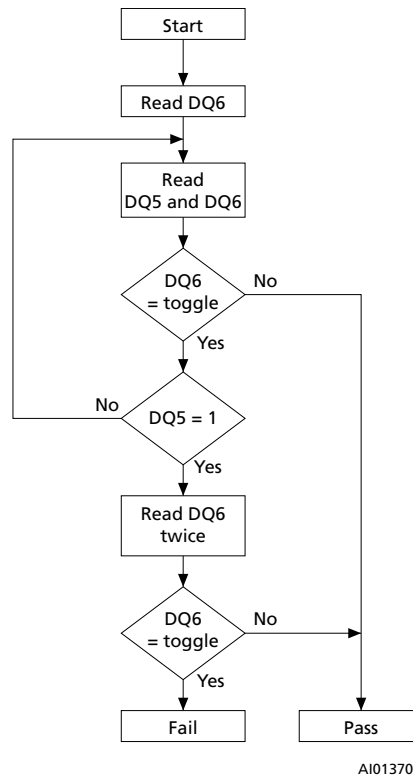 Start
Read DQ6
Read
DQ5 and DQ6
DQ6
= toggle
No
Yes
No
DQ5 = 1
Yes
Read DQ6
twice
DQ6
= toggle
No
Yes
Fail
Pass
AI01370